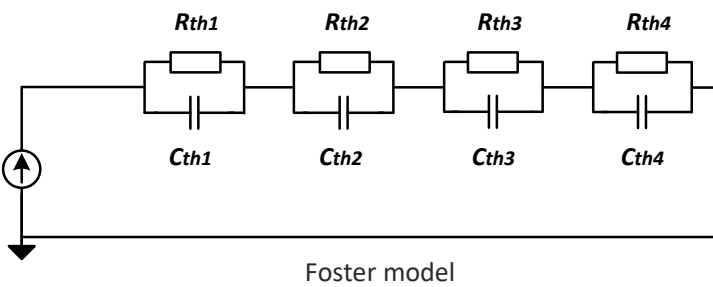 Rth1 Rth2 Rth3 Rth4
Cth1 Cth2 Cth3 Cth4
Foster model